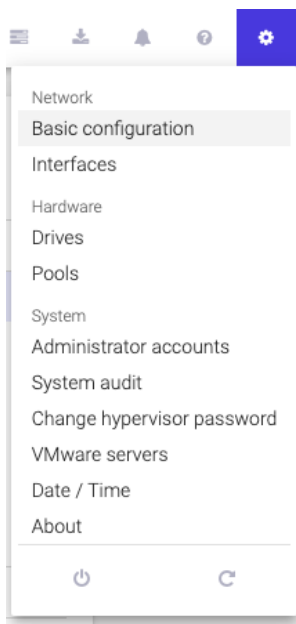 Network
Basic configuration
Interfaces
Hardware
Drives
Pools
System
Administrator accounts
System audit
Change hypervisor password
VMware servers
Date / Time
About